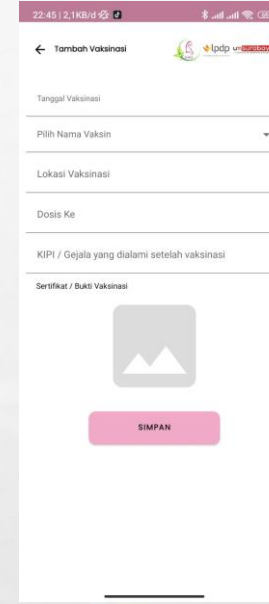 22:45 | 2,1KB/d
Tambah Vaksinasi
lpdp umsurabay
Tanggal Vaksinasi
Pilih Nama Vaksin
Lokasi Vaksinasi
Dosis Ke
KIPI / Gejala yang dialami setelah vaksinasi
Sertifikat / Bukti Vaksinasi
SIMPAN